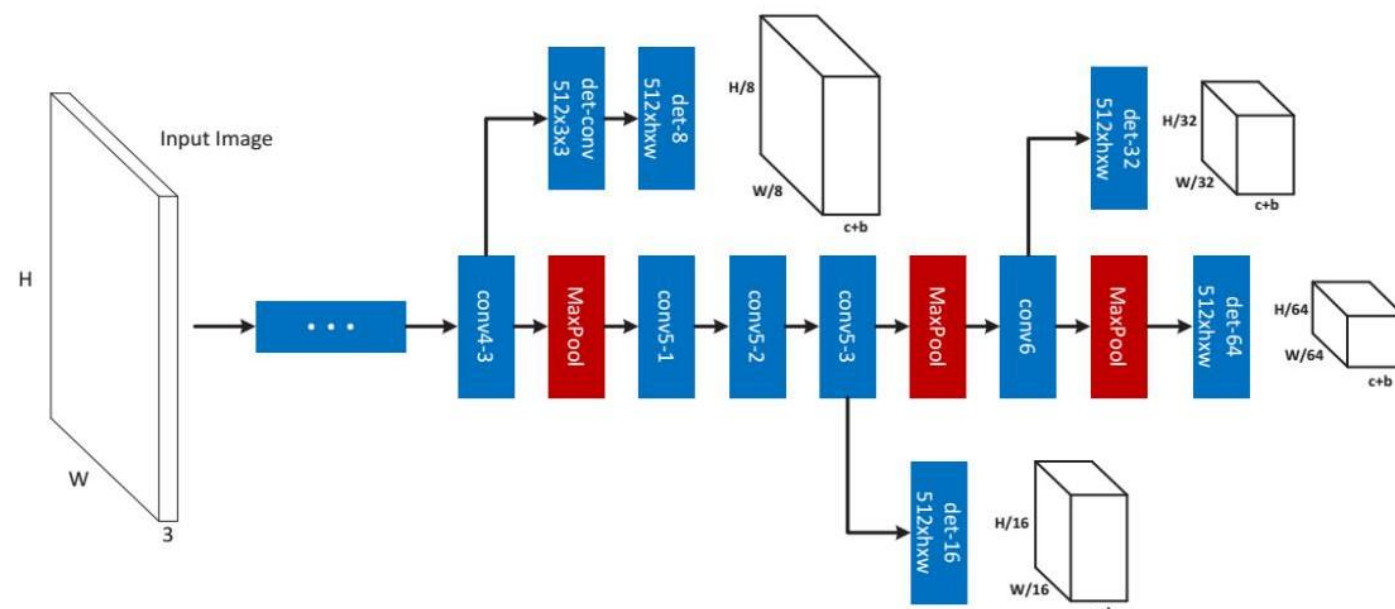 Input Image
H
W
3
• • •
det-conv
512x3x3
det-8
512xhxw
H/8
W/8
c+b
conv4-3
MaxPool
conv5-1
conv5-2
conv5-3
MaxPool
conv6
MaxPool
det-64
512xhxw
H/64
W/64
c+b
det-32
512xhxw
H/32
W/32
c+b
det-16
512xhxw
H/16
W/16